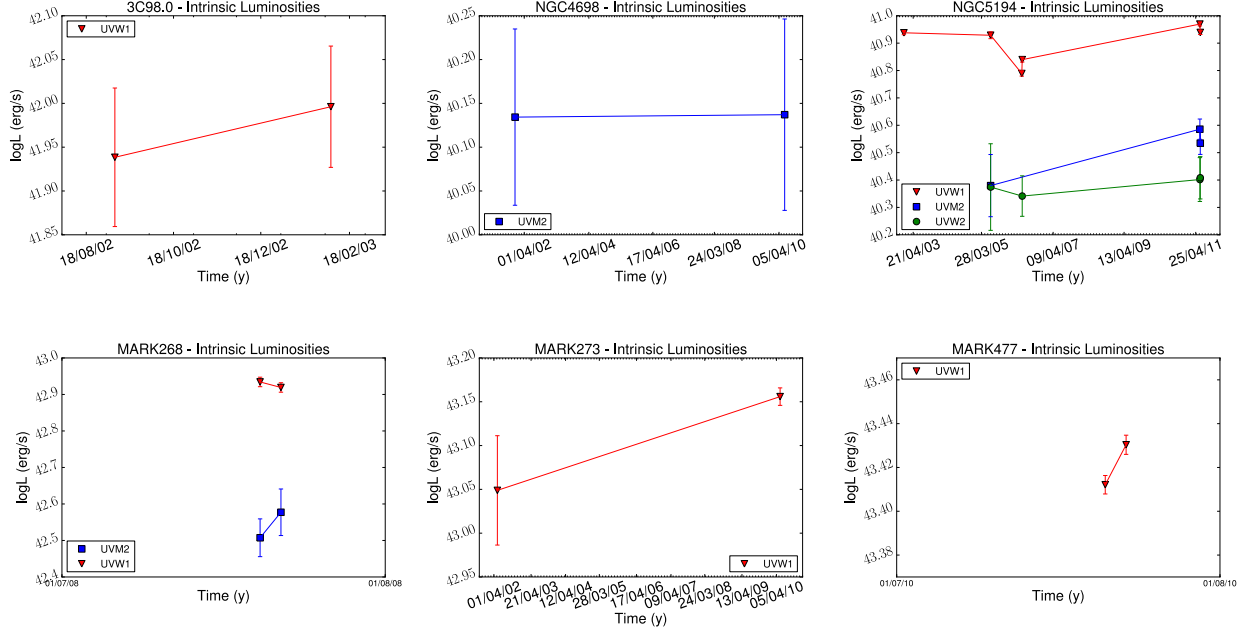 3C98.0 - Intrinsic Luminosities
UVW1
logL (erg/s)
42.10
42.05
42.00
41.95
41.90
41.85
18/08/02 18/10/02 18/12/02 18/02/03
Time (y)
NGC4698 - Intrinsic Luminosities
UVM2
logL (erg/s)
40.25
40.20
40.15
40.10
40.05
40.00
01/04/02 12/04/04 17/04/06 24/03/08 05/04/10
Time (y)
NGC5194 - Intrinsic Luminosities
UVW1
UVM2
UVW2
logL (erg/s)
41.0
40.9
40.8
40.7
40.6
40.5
40.4
40.3
40.2
21/04/03 28/03/05 09/04/07 13/04/09 25/04/11
Time (y)
MARK268 - Intrinsic Luminosities
UVM2
UVW1
logL (erg/s)
43.0
42.9
42.8
42.7
42.6
42.5
42.4
01/07/08 01/08/08
Time (y)
MARK273 - Intrinsic Luminosities
UVW1
logL (erg/s)
43.20
43.15
43.10
43.05
43.00
42.95
01/04/02 21/04/03 12/04/04 28/03/05 17/04/06 09/04/07 24/03/08 13/04/09 05/04/10
Time (y)
MARK477 - Intrinsic Luminosities
UVW1
logL (erg/s)
43.46
43.44
43.42
43.40
43.38
01/07/10 01/08/10
Time (y)